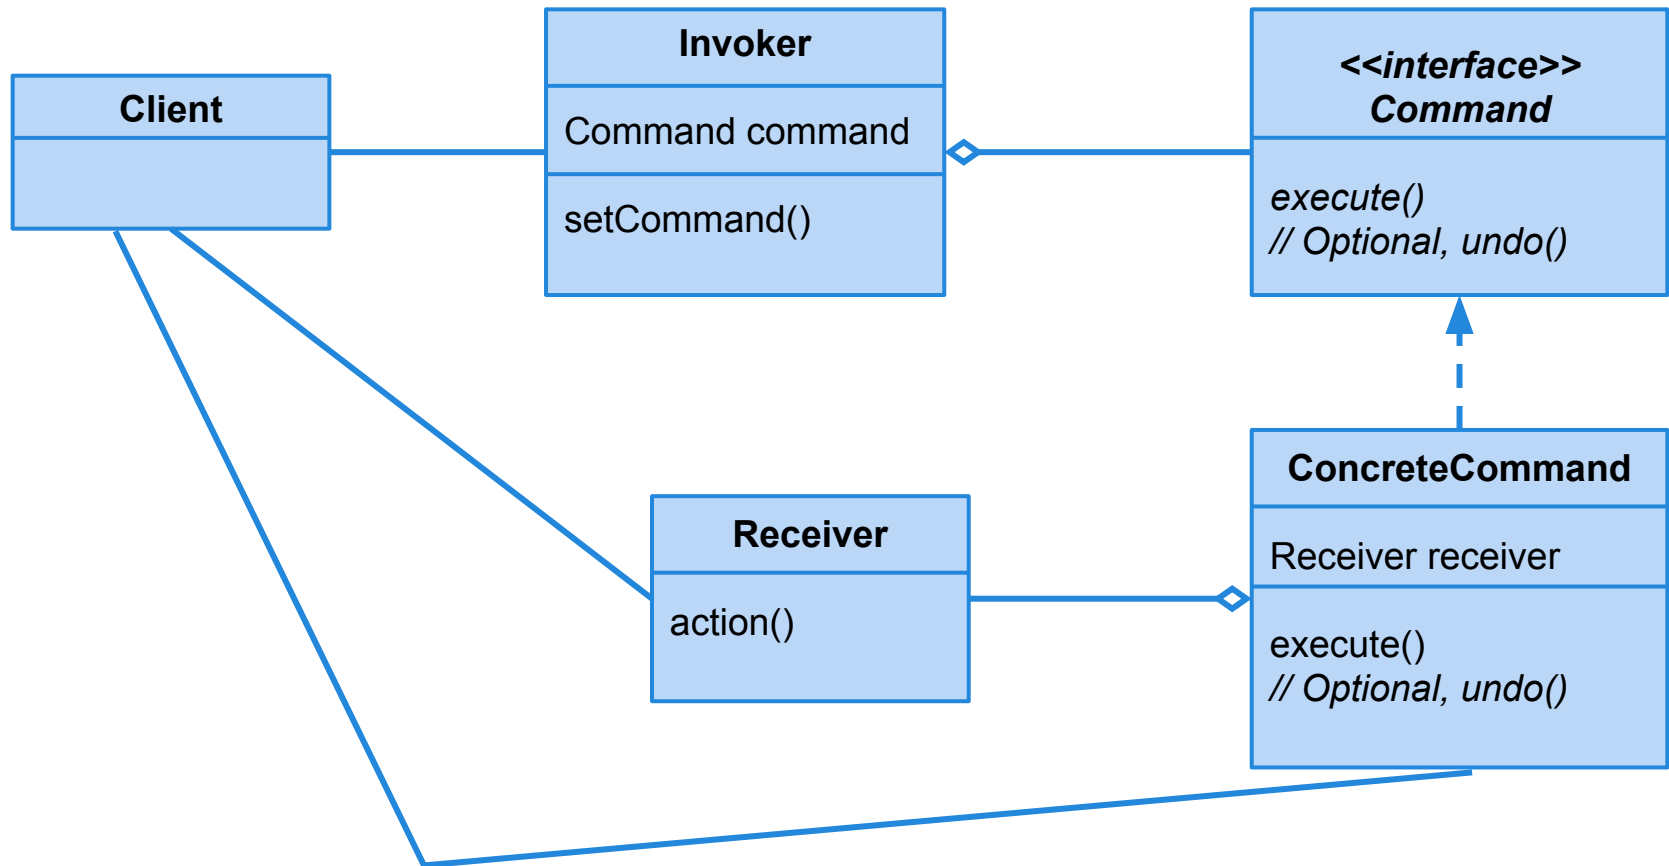 Client
Invoker
Command command
setCommand()
<<interface>>
Command
execute()
// Optional, undo()
Receiver
action()
ConcreteCommand
Receiver receiver
execute()
// Optional, undo()